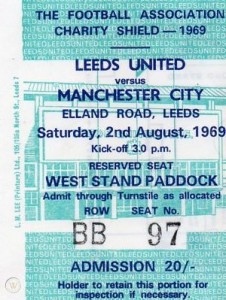 THE FOOTBALL ASSOCIATION
CHARITY SHIELD — 1969
LEEDS UNITED
versus
MANCHESTER CITY
ELLAND ROAD, LEEDS
Saturday, 2nd August, 1969
Kick-off 3.0 p.m.
RESERVED SEAT
WEST STAND PADDOCK
Admit through Turnstile as allocated
ROW SEAT No.
BB 97
ADMISSION 20/-
Holder to retain this portion for
inspection if necessary.